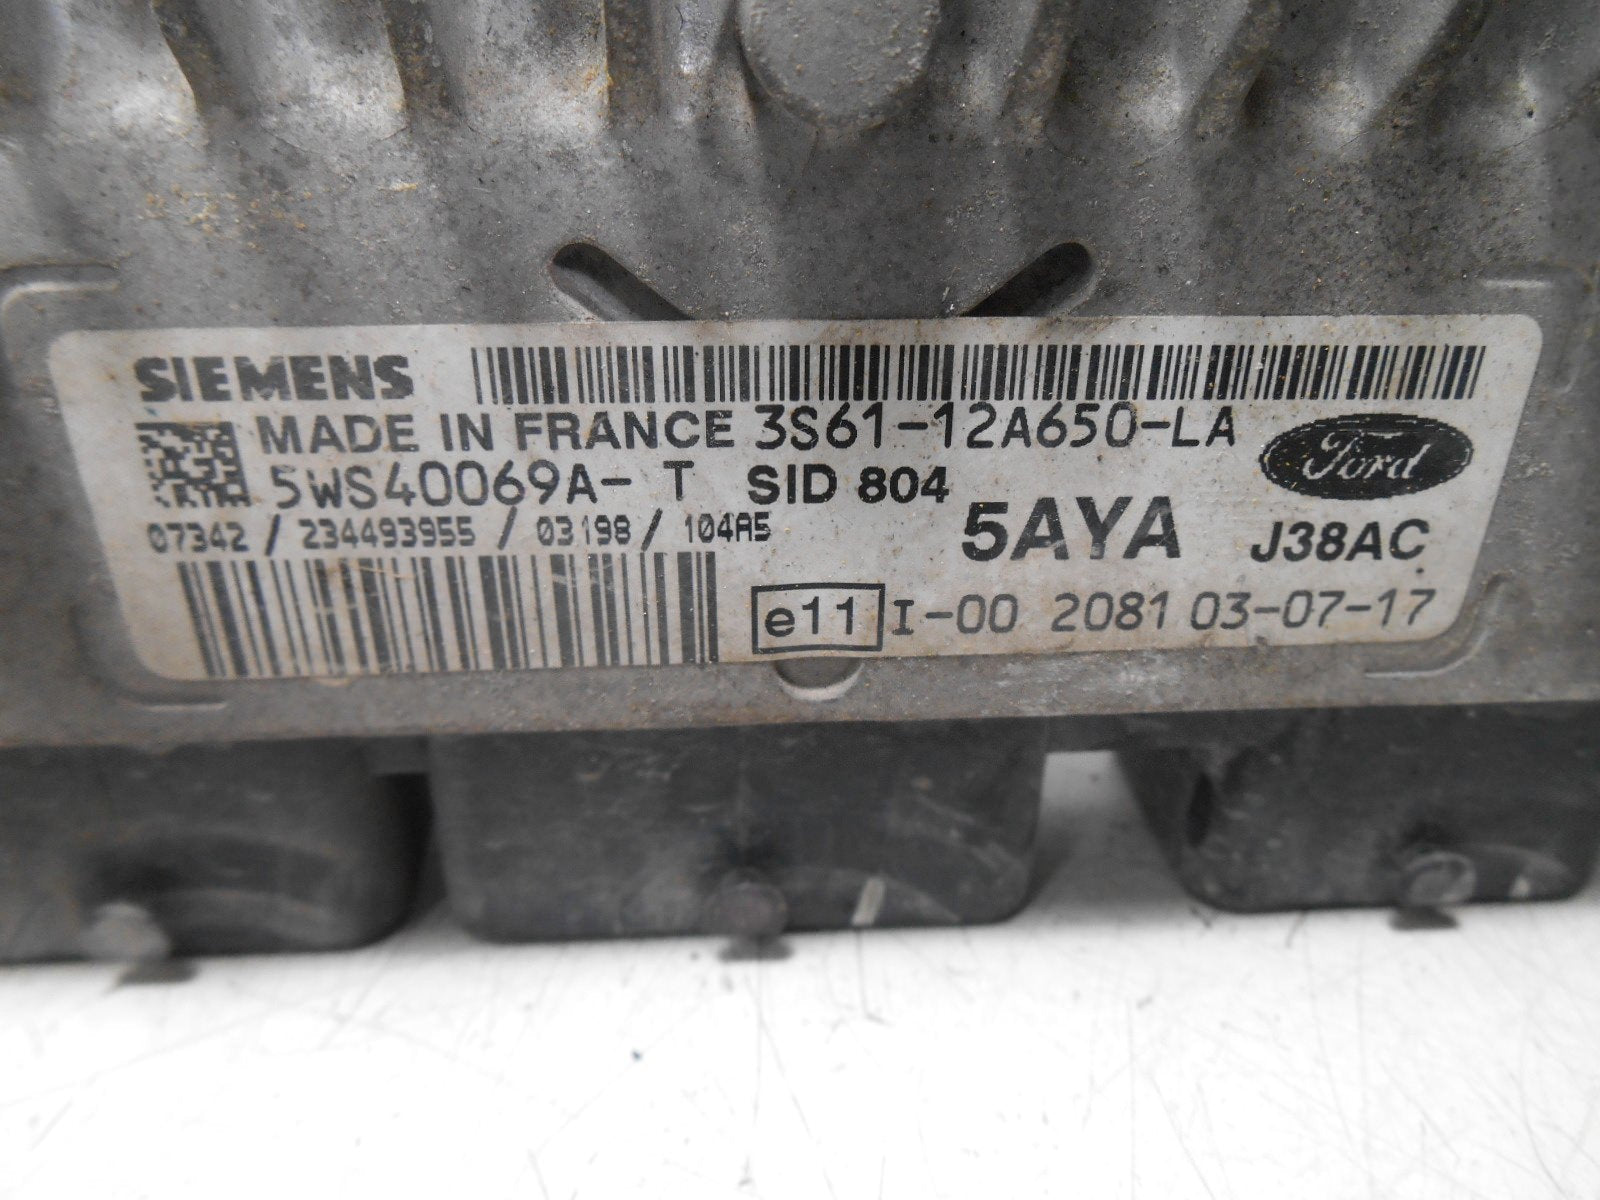 SIEMENS
MADE IN FRANCE 3S61-12A650-LA
Ford
5WS40069A- T SID 804
07342 / 234493955 / 03198 / 104A5
5AYA J38AC
e11 I-00 2081 03-07-17